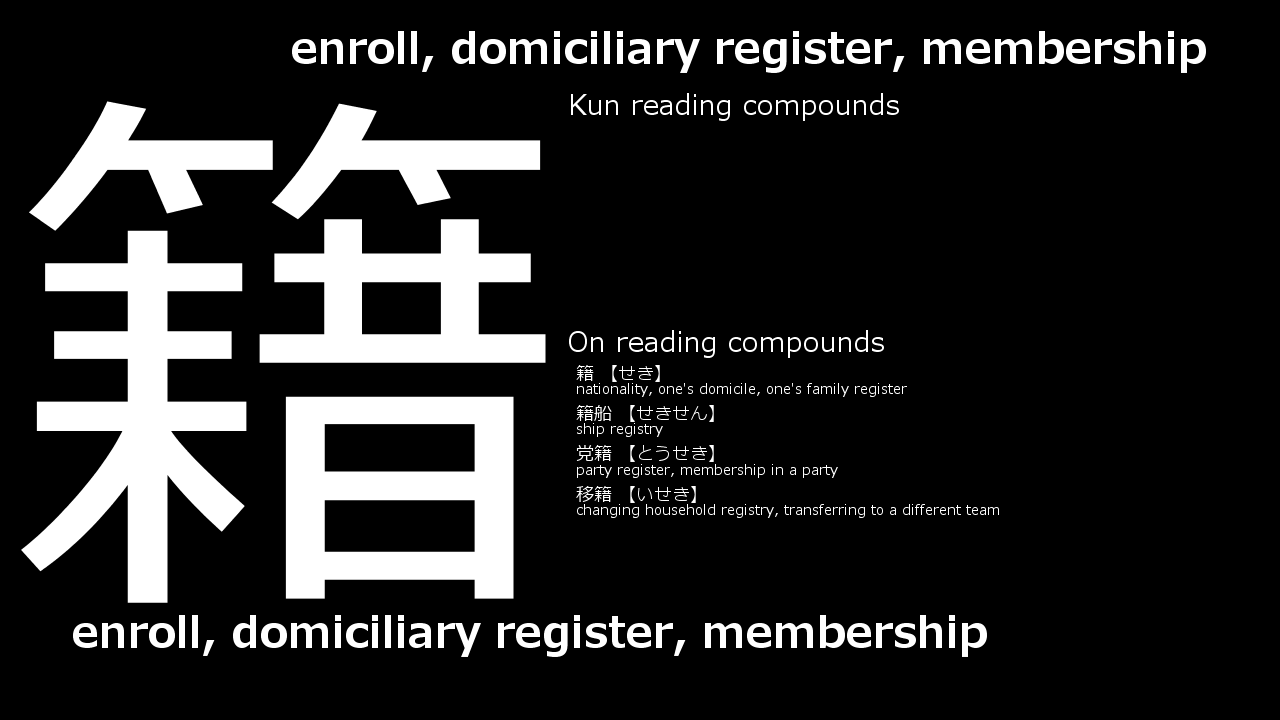 enroll, domiciliary register, membership
籍
Kun reading compounds
On reading compounds
籍 【せき】
nationality, one's domicile, one's family register
籍船 【せきせん】
ship registry
党籍 【とうせき】
party register, membership in a party
移籍 【いせき】
changing household registry, transferring to a different team
enroll, domiciliary register, membership